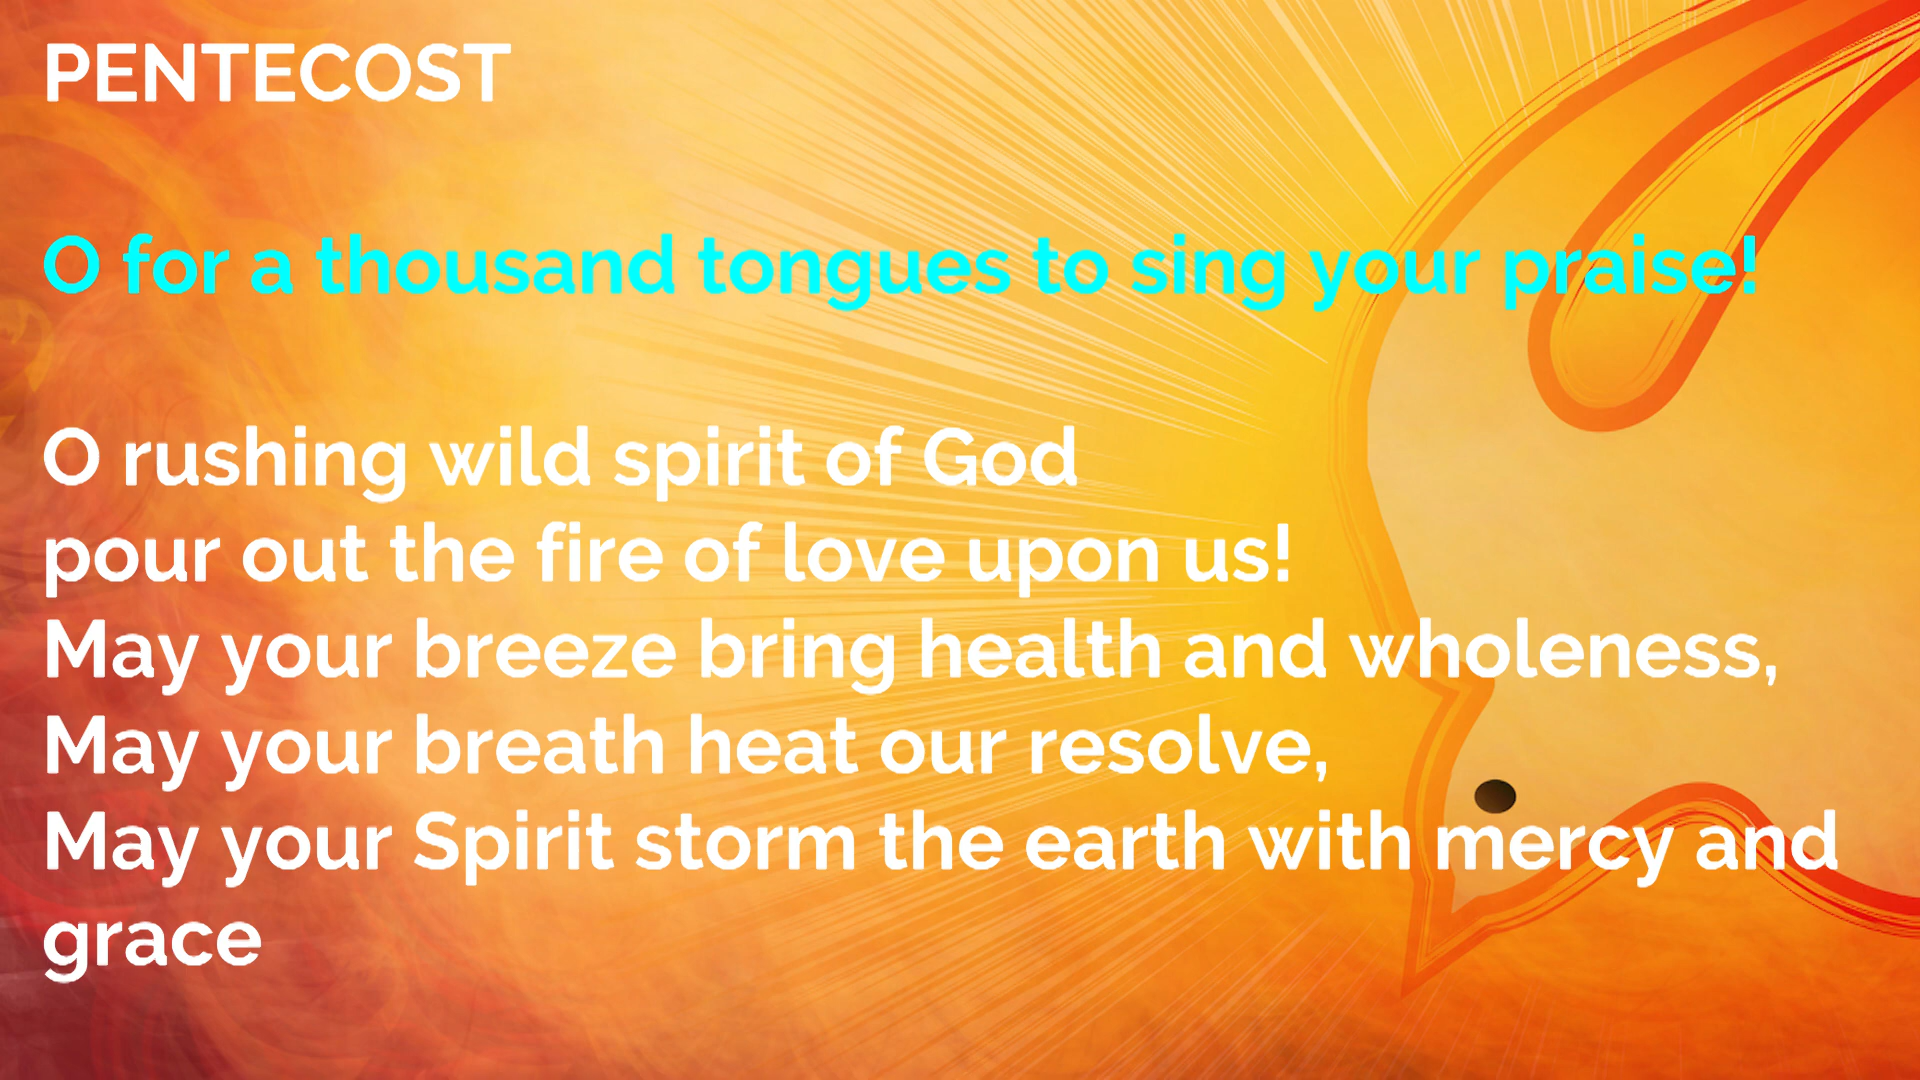 PENTECOST
O for a thousand tongues to sing your praise!
O rushing wild spirit of God
pour out the fire of love upon us!
May your breeze bring health and wholeness,
May your breath heat our resolve,
May your Spirit storm the earth with mercy and
grace